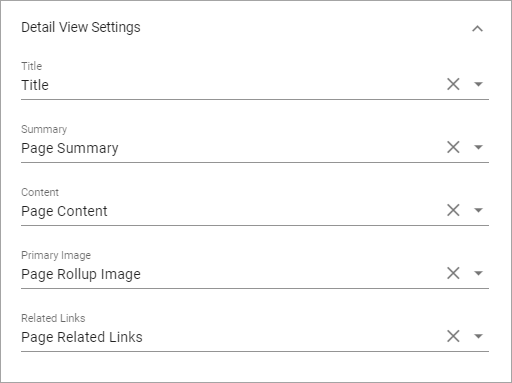 Detail View Settings
Title
Title
Summary
Page Summary
Content
Page Content
Primary Image
Page Rollup Image
Related Links
Page Related Links